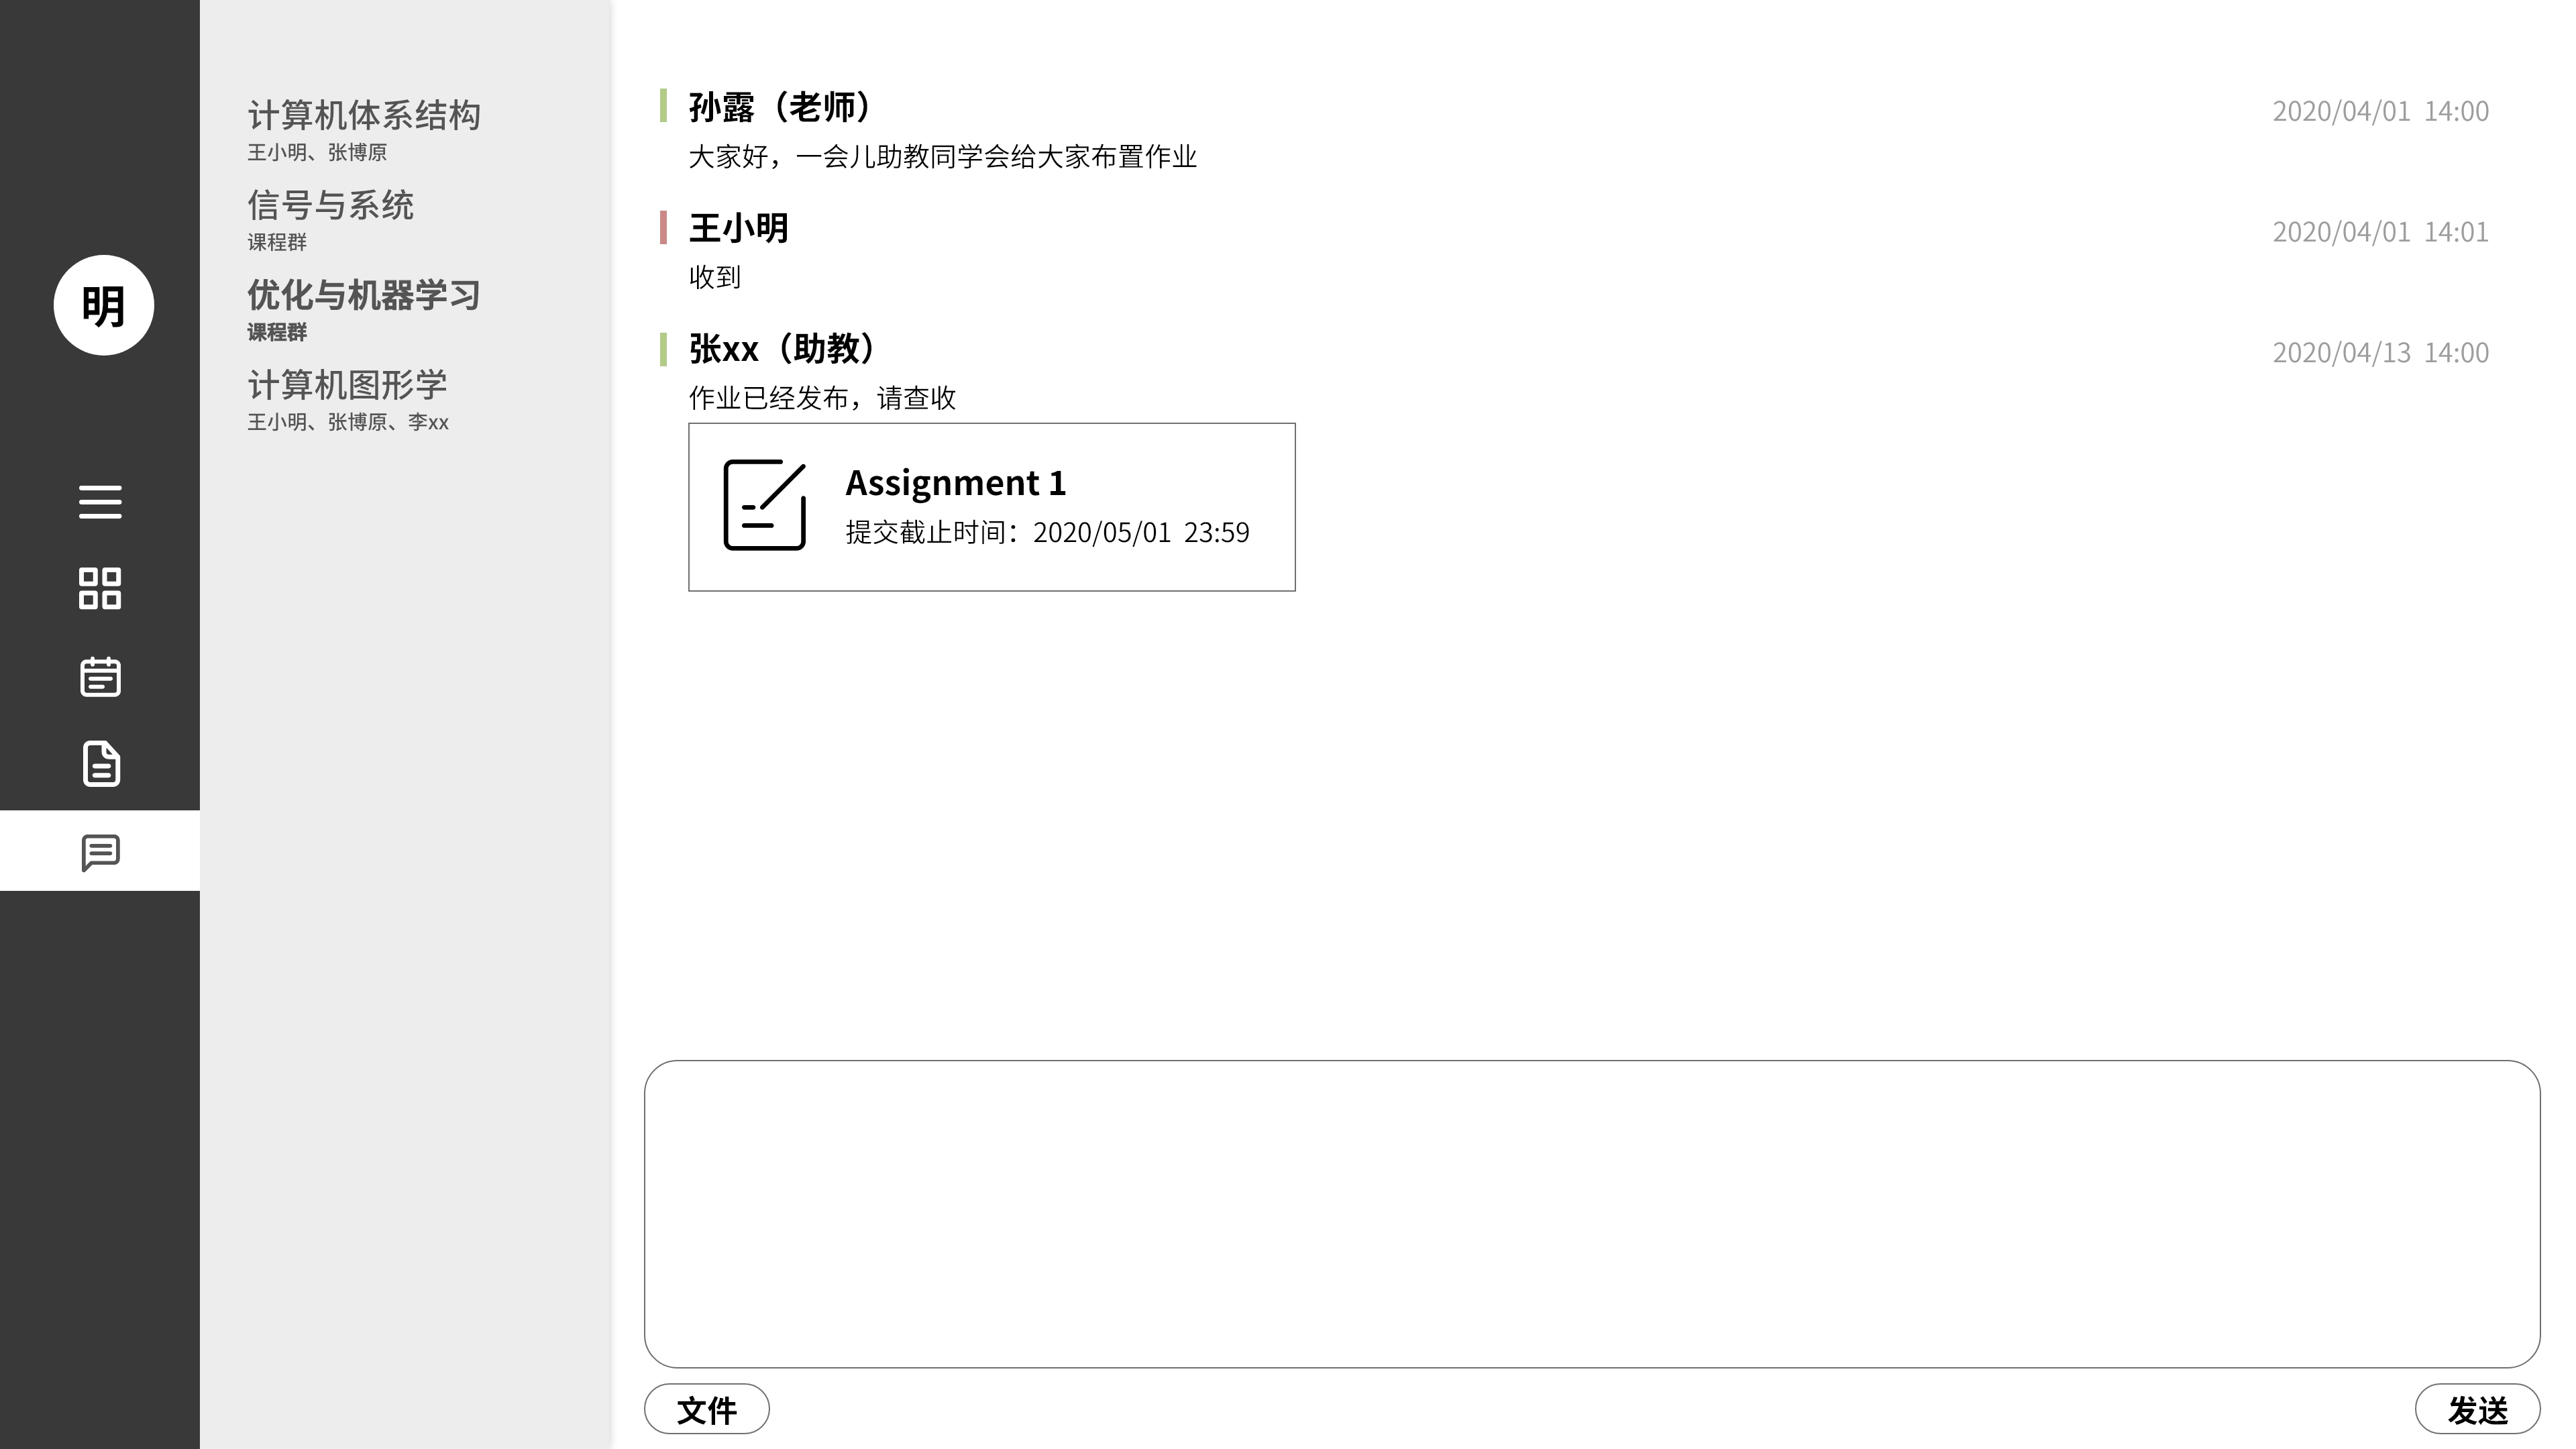 明
计算机体系结构
王小明、张博原
信号与系统
课程群
优化与机器学习
课程群
计算机图形学
王小明、张博原、李xx
孙露（老师）
2020/04/01 14:00
大家好，一会儿助教同学会给大家布置作业
王小明
2020/04/01 14:01
收到
张xx（助教）
2020/04/13 14:00
作业已经发布，请查收
Assignment 1
提交截止时间：2020/05/01 23:59
文件
发送